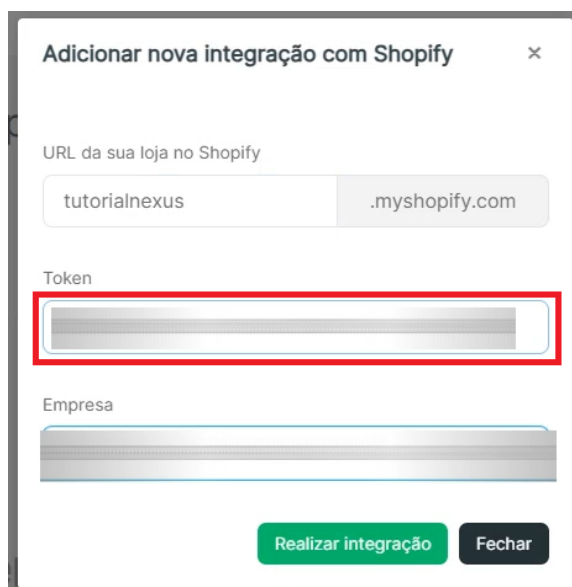 Adicionar nova integração com Shopify ×
URL da sua loja no Shopify
tutorialnexus .myshopify.com
Token
Empresa
Realizar integração Fechar